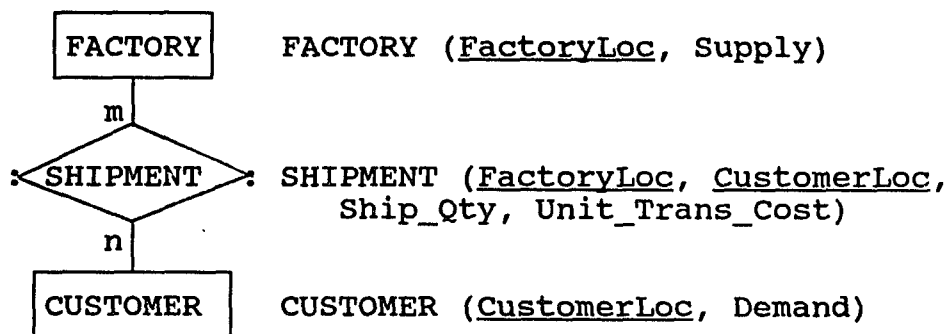 FACTORY FACTORY (FactoryLoc, Supply)
m
SHIPMENT SHIPMENT (FactoryLoc, CustomerLoc,
Ship_Qty, Unit_Trans_Cost)
n
CUSTOMER CUSTOMER (CustomerLoc, Demand)